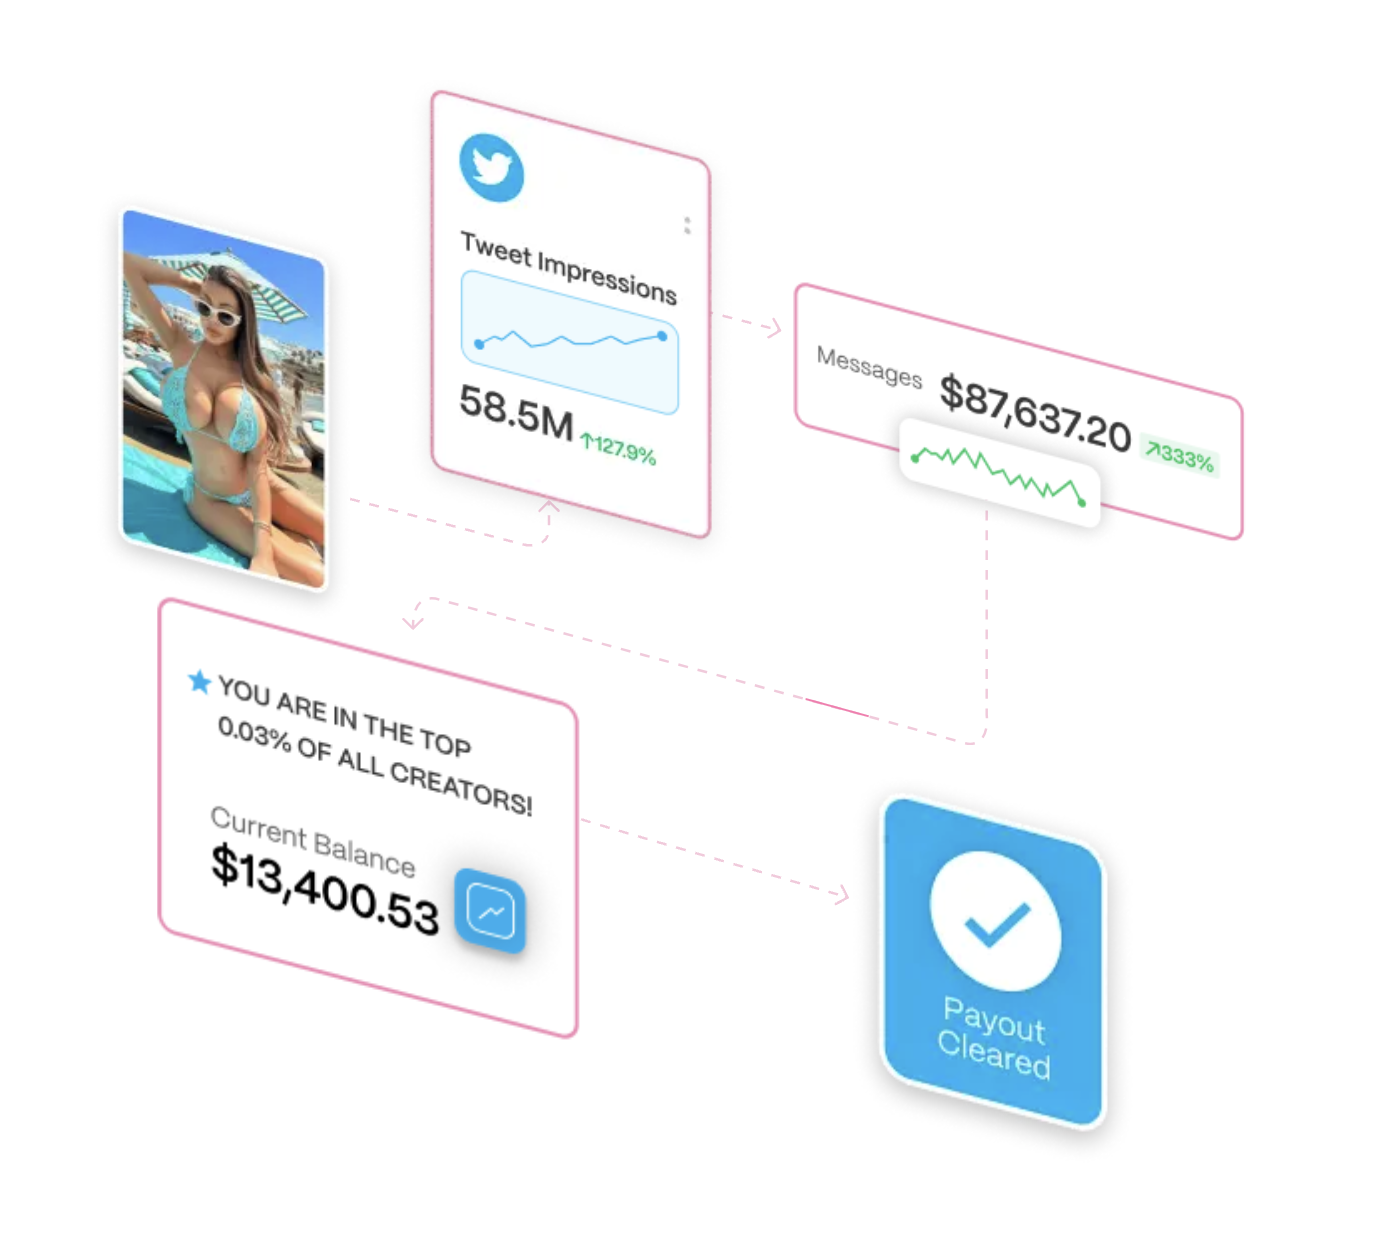 Tweet Impressions
58.5M ↑127.9%
Messages $87,637.20 ↗333%
★ YOU ARE IN THE TOP
0.03% OF ALL CREATORS!
Current Balance
$13,400.53
Payout
Cleared